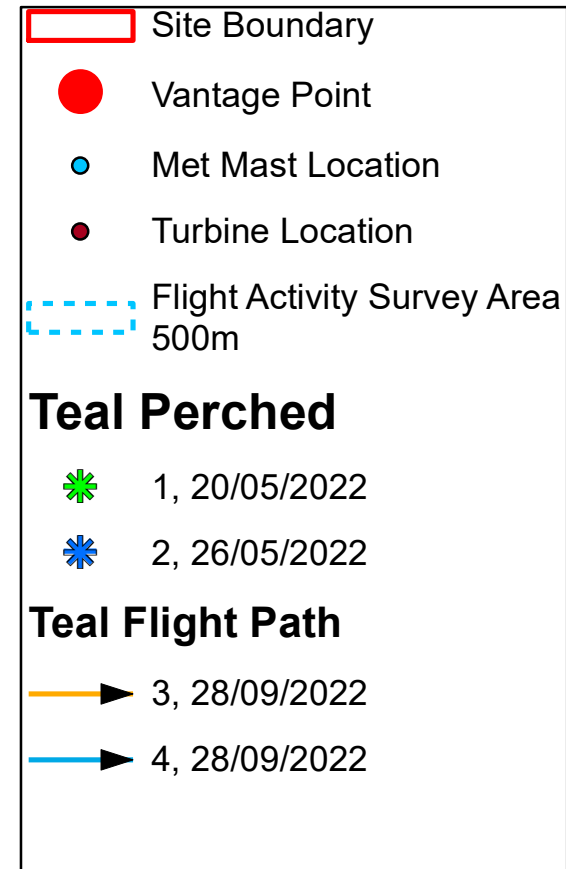 Site Boundary
Vantage Point
Met Mast Location
Turbine Location
Flight Activity Survey Area
500m
Teal Perched
1, 20/05/2022
2, 26/05/2022
Teal Flight Path
3, 28/09/2022
4, 28/09/2022